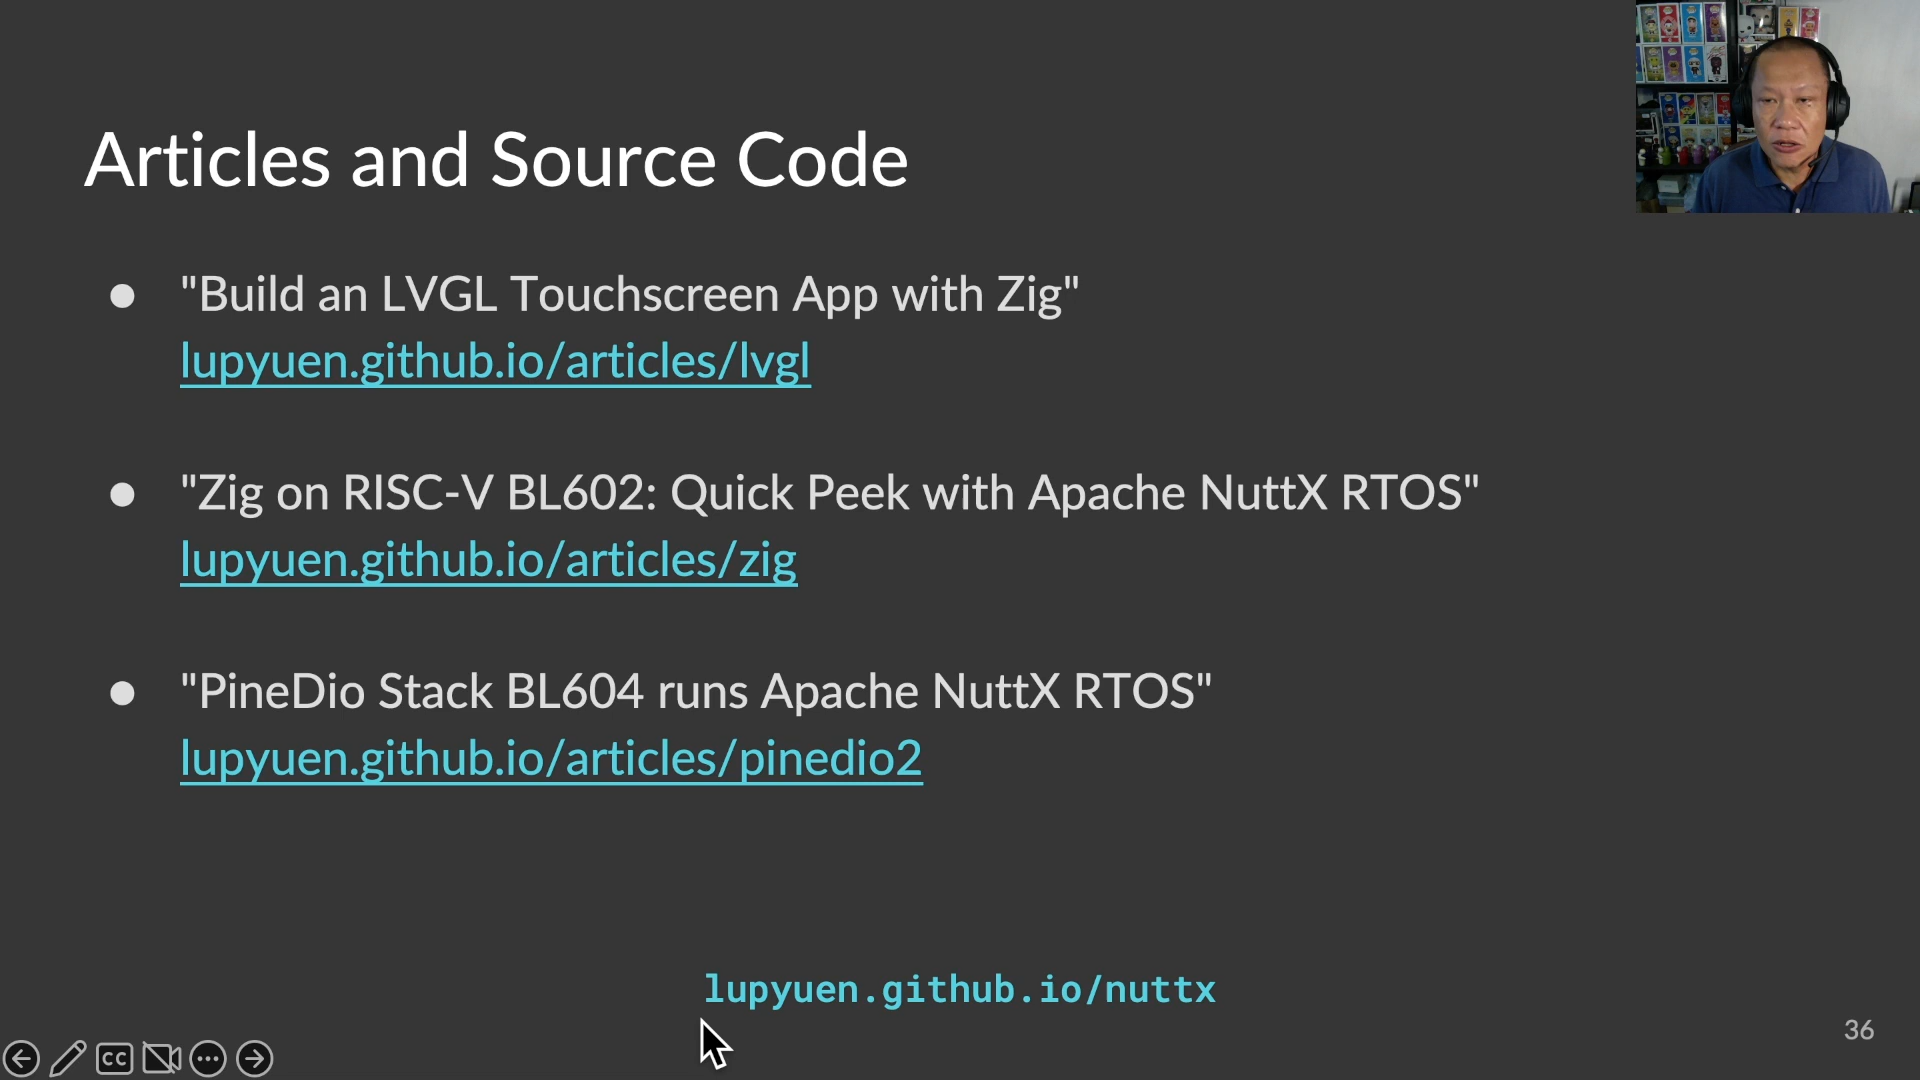 Articles and Source Code
● "Build an LVGL Touchscreen App with Zig"
lupyuen.github.io/articles/lvgl
● "Zig on RISC-V BL602: Quick Peek with Apache NuttX RTOS"
lupyuen.github.io/articles/zig
● "PineDio Stack BL604 runs Apache NuttX RTOS"
lupyuen.github.io/articles/pinedio2
lupyuen.github.io/nuttx
36
CC